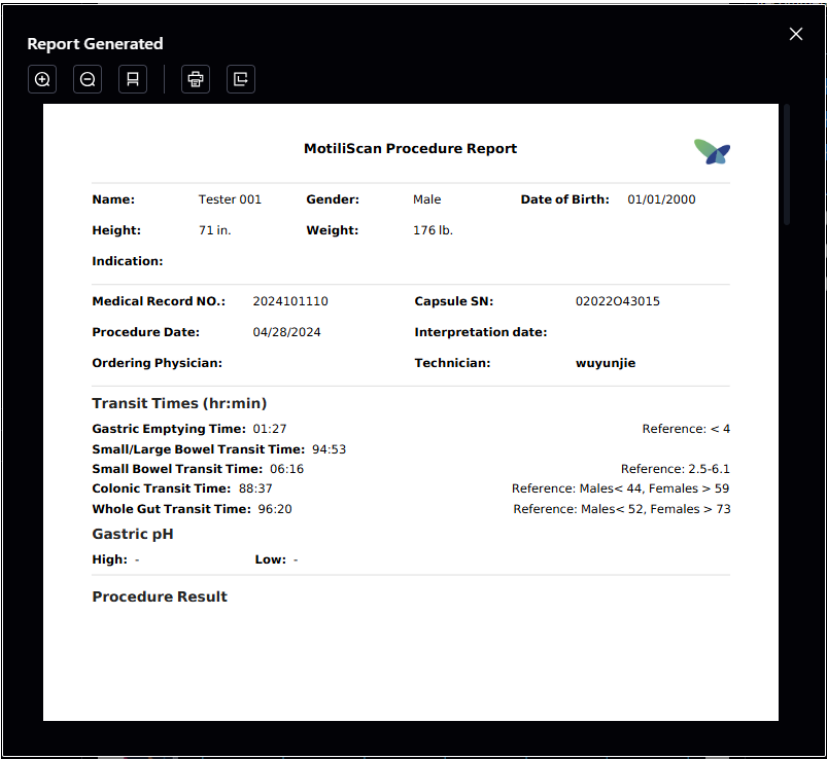 Report Generated
MotiliScan Procedure Report
Name: Tester 001 Gender: Male Date of Birth: 01/01/2000
Height: 71 in. Weight: 176 lb.
Indication:
Medical Record NO.: 2024101110 Capsule SN: 02022O43015
Procedure Date: 04/28/2024 Interpretation date:
Ordering Physician: Technician: wuyunjie
Transit Times (hr:min)
Gastric Emptying Time: 01:27 Reference: < 4
Small/Large Bowel Transit Time: 94:53
Small Bowel Transit Time: 06:16 Reference: 2.5-6.1
Colonic Transit Time: 88:37 Reference: Males< 44, Females > 59
Whole Gut Transit Time: 96:20 Reference: Males< 52, Females > 73
Gastric pH
High: - Low: -
Procedure Result